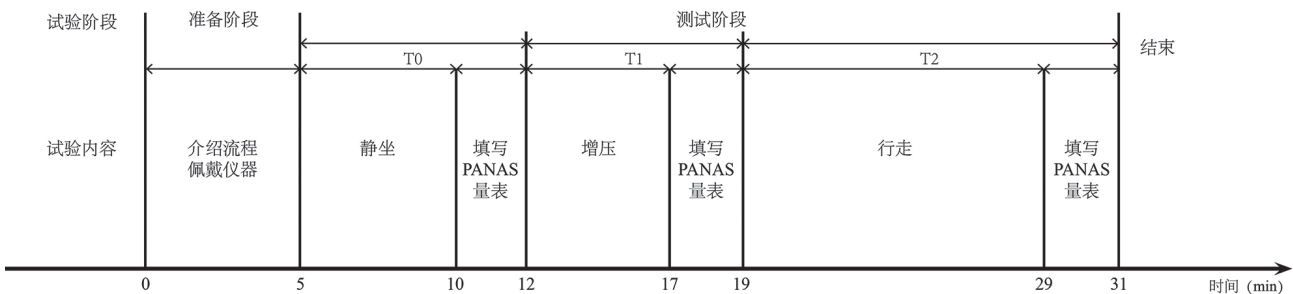 试验阶段
准备阶段
测试阶段
结束
T0
T1
T2
试验内容
介绍流程
佩戴仪器
静坐
填写
PANAS
量表
增压
填写
PANAS
量表
行走
填写
PANAS
量表
0
5
10
12
17
19
29
31
时间 (min)